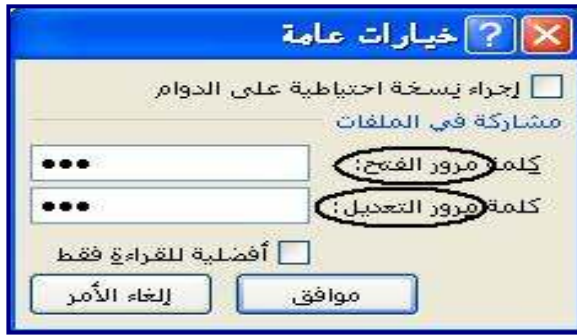 خيارات عامة
إجراء نسخة احتياطية على الدوام
مشاركة في الملفات
كلمة مرور الفتح:
كلمة مرور التعديل:
أفضلية للقراءة فقط
موافق إلغاء الأمر